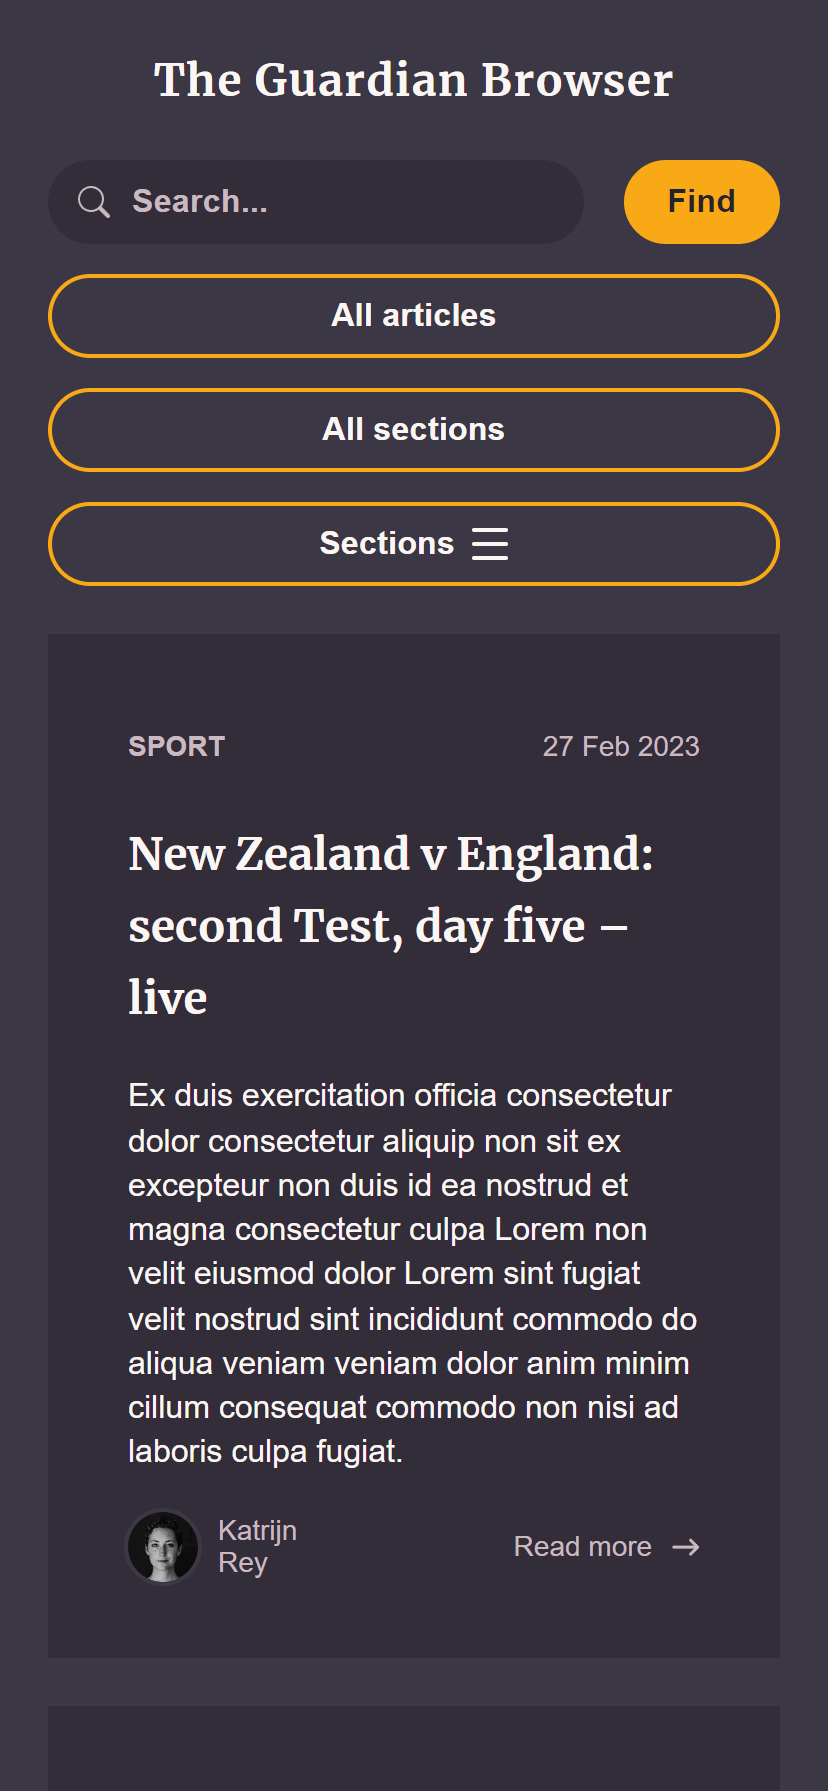 The Guardian Browser
Search...
Find
All articles
All sections
Sections
SPORT
27 Feb 2023
New Zealand v England:
second Test, day five –
live
Ex duis exercitation officia consectetur
dolor consectetur aliquip non sit ex
excepteur non duis id ea nostrud et
magna consectetur culpa Lorem non
velit eiusmod dolor Lorem sint fugiat
velit nostrud sint incididunt commodo do
aliqua veniam veniam dolor anim minim
cillum consequat commodo non nisi ad
laboris culpa fugiat.
Katrijn
Rey
Read more